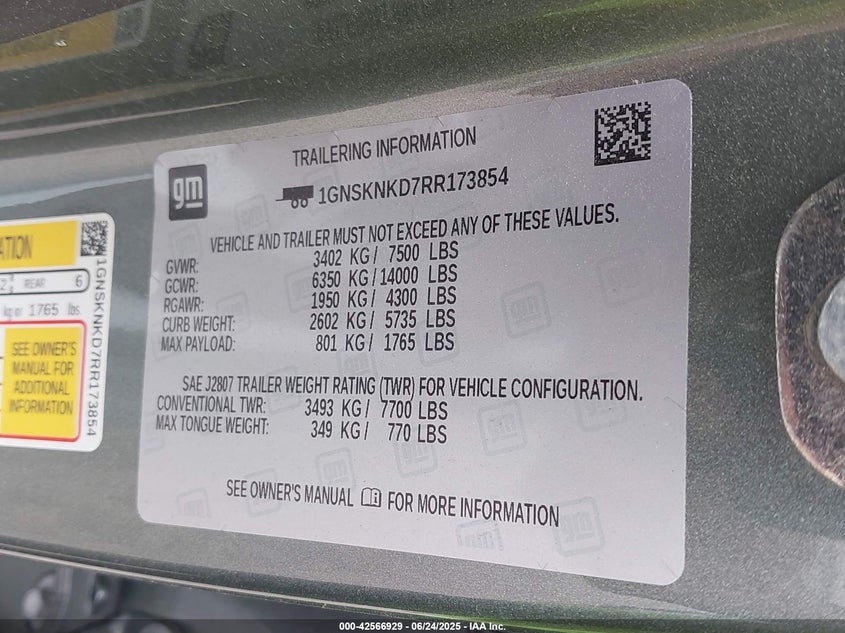 TRAILERING INFORMATION
gm
1GNSKNKD7RR173854
VEHICLE AND TRAILER MUST NOT EXCEED ANY OF THESE VALUES.
GVWR: 3402 KG/ 7500 LBS
GCWR: 6350 KG/14000 LBS
RGAWR: 1950 KG/ 4300 LBS
CURB WEIGHT: 2602 KG/ 5735 LBS
MAX PAYLOAD: 801 KG/ 1765 LBS
SAE J2807 TRAILER WEIGHT RATING (TWR) FOR VEHICLE CONFIGURATION.
CONVENTIONAL TWR: 3493 KG/ 7700 LBS
MAX TONGUE WEIGHT: 349 KG/ 770 LBS
SEE OWNER'S MANUAL FOR MORE INFORMATION
REAR 6
kg or 1765 lbs.
SEE OWNER'S
MANUAL FOR
ADDITIONAL
INFORMATION
1GNSKNKD7RR173854
000-42566929 - 06/24/2025 - IAAI.COM